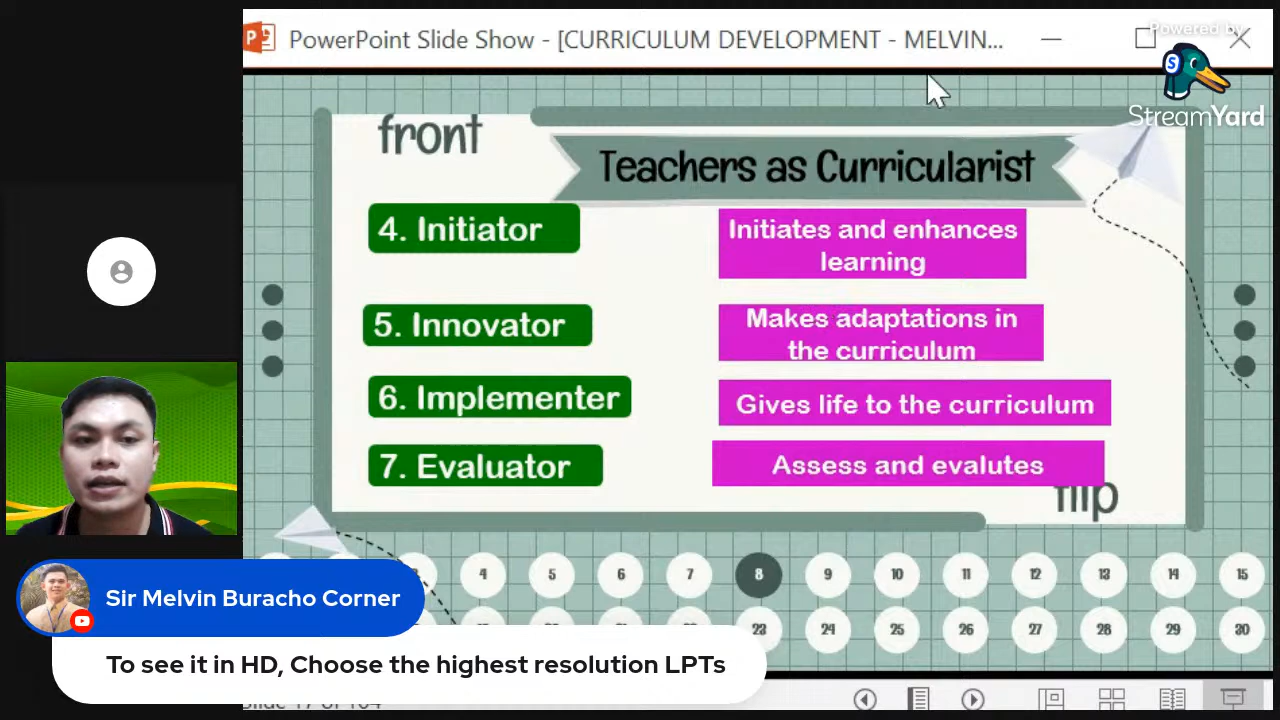 PowerPoint Slide Show - [CURRICULUM DEVELOPMENT - MELVIN...
Powered by
StreamYard
front
Teachers as Curricularist
4. Initiator
Initiates and enhances
learning
5. Innovator
Makes adaptations in
the curriculum
6. Implementer
Gives life to the curriculum
7. Evaluator
Assess and evalutes
flip
4 5 6 7 8 9 10 11 12 13 14 15
23 24 25 26 27 28 29 30
Sir Melvin Buracho Corner
To see it in HD, Choose the highest resolution LPTs